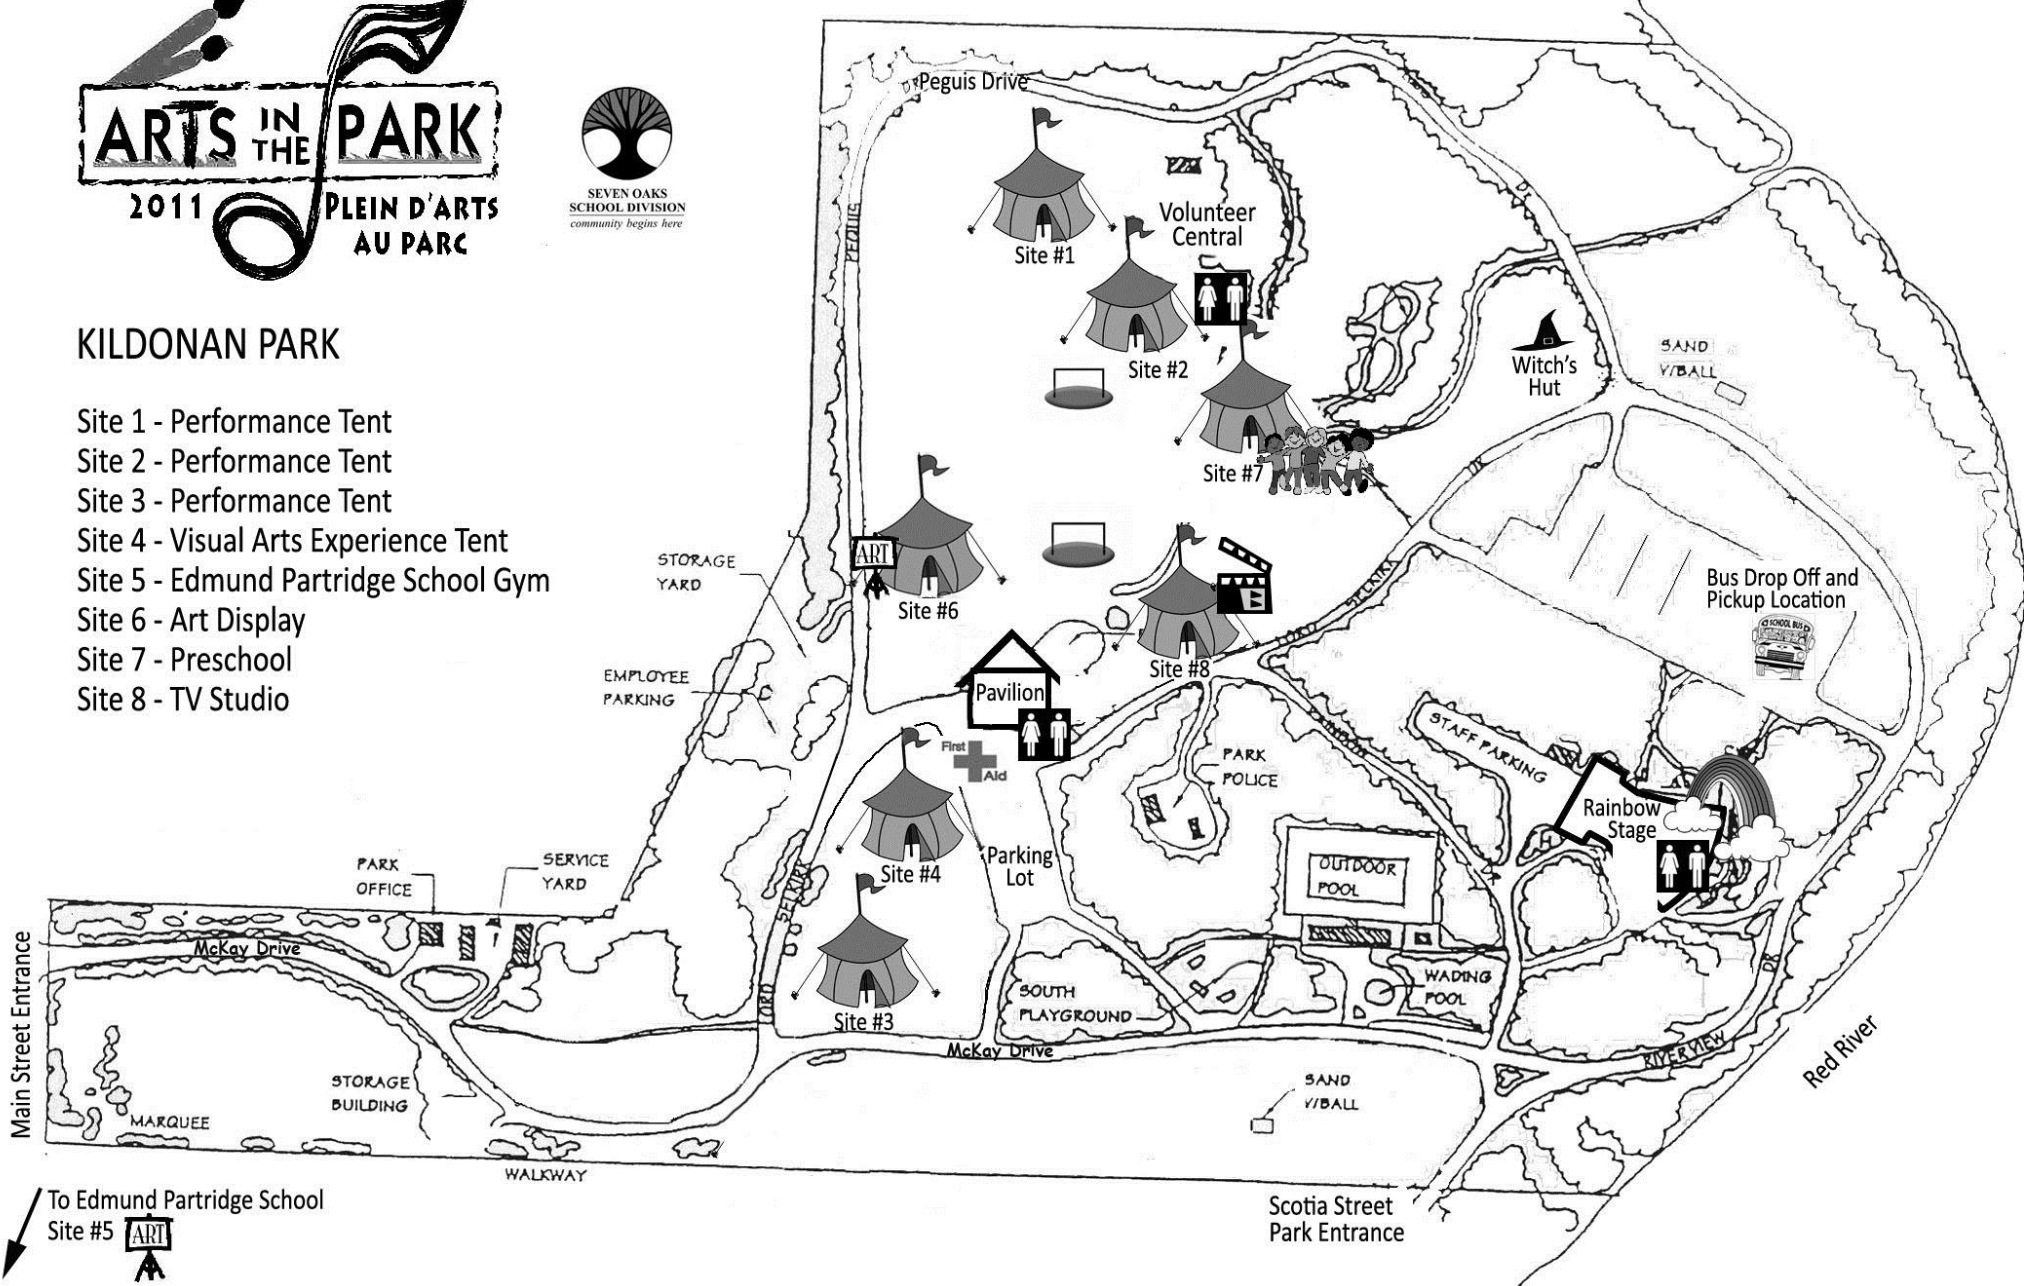 ARTS IN THE PARK
2011 PLEIN D'ARTS
AU PARC
SEVEN OAKS
SCHOOL DIVISION
community begins here
KILDONAN PARK
Site 1 - Performance Tent
Site 2 - Performance Tent
Site 3 - Performance Tent
Site 4 - Visual Arts Experience Tent
Site 5 - Edmund Partridge School Gym
Site 6 - Art Display
Site 7 - Preschool
Site 8 - TV Studio
Peguis Drive
PEGUIS
Site #1
Volunteer
Central
Site #2
Site #7
Witch's
Hut
SAND
V/BALL
DR
SELKIRK
LORD
STORAGE
YARD
ART
Site #6
Site #8
Bus Drop Off and
Pickup Location
SCHOOL BUS
EMPLOYEE
PARKING
Pavilion
First
Aid
PARK
POLICE
RAINBOW
STAFF PARKING
Rainbow
Stage
H
Site #4
Parking
Lot
OUTDOOR
POOL
PARK
OFFICE
SERVICE
YARD
SELKIRK
LORD
McKay Drive
Site #3
SOUTH
PLAYGROUND
WADING
POOL
DR
RIVERVIEW
Red River
McKay Drive
Main Street Entrance
STORAGE
BUILDING
MARQUEE
WALKWAY
SAND
V/BALL
Scotia Street
Park Entrance
To Edmund Partridge School
Site #5
ART